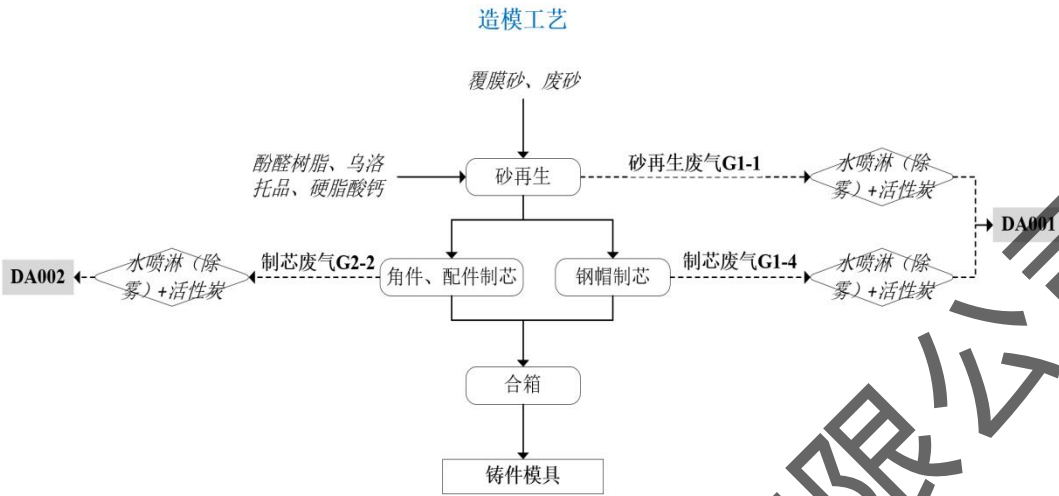 造模工艺
覆膜砂、废砂
酚醛树脂、乌洛
托品、硬脂酸钙
砂再生
砂再生废气G1-1
水喷淋（除
雾）+活性炭
DA001
DA002
水喷淋（除
雾）+活性炭
制芯废气G2-2
角件、配件制芯
钢帽制芯
制芯废气G1-4
水喷淋（除
雾）+活性炭
合箱
铸件模具
限公司